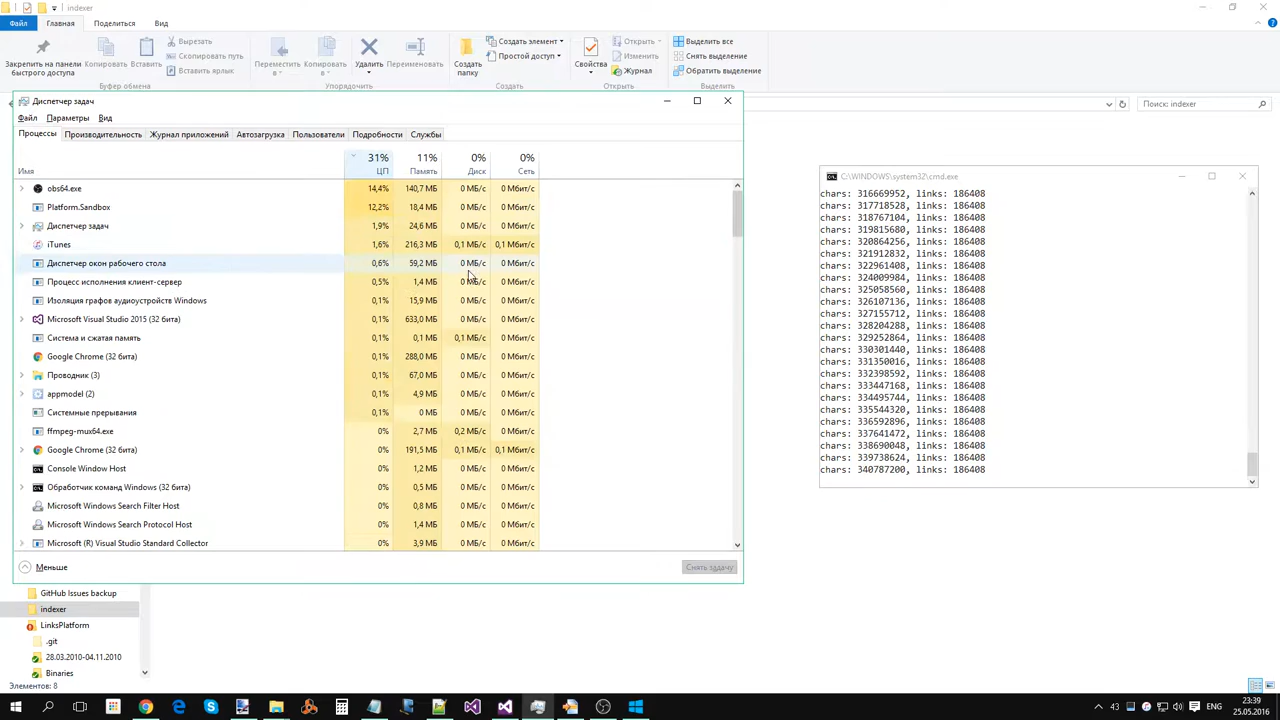 indexer
Файл Главная Поделиться Вид
Закрепить на панели быстрого доступа
Копировать
Вставить
Вырезать
Скопировать путь
Вставить ярлык
Буфер обмена
Переместить в
Копировать в
Удалить
Переименовать
Упорядочить
Создать папку
Создать элемент
Простой доступ
Создать
Свойства
Открыть
Изменить
Журнал
Открыть
Выделить все
Снять выделение
Обратить выделение
Выделить
Поиск: indexer
Диспетчер задач
Файл Параметры Вид
Процессы Производительность Журнал приложений Автозагрузка Пользователи Подробности Службы
31% 11% 0% 0%
Имя ЦП Память Диск Сеть
obs64.exe 14,4% 140,7 МБ 0 МБ/с 0 Мбит/с
Platform.Sandbox 12,2% 18,4 МБ 0 МБ/с 0 Мбит/с
Диспетчер задач 1,9% 24,6 МБ 0 МБ/с 0 Мбит/с
iTunes 1,6% 216,3 МБ 0,1 МБ/с 0,1 Мбит/с
Диспетчер окон рабочего стола 0,6% 59,2 МБ 0 МБ/с 0 Мбит/с
Процесс исполнения клиент-сервер 0,5% 1,4 МБ 0 МБ/с 0 Мбит/с
Изоляция графов аудиоустройств Windows 0,1% 15,9 МБ 0 МБ/с 0 Мбит/с
Microsoft Visual Studio 2015 (32 бита) 0,1% 633,0 МБ 0 МБ/с 0 Мбит/с
Система и сжатая память 0,1% 0,1 МБ 0,1 МБ/с 0 Мбит/с
Google Chrome (32 бита) 0,1% 288,0 МБ 0 МБ/с 0 Мбит/с
Проводник (3) 0,1% 67,0 МБ 0 МБ/с 0 Мбит/с
appmodel (2) 0,1% 4,9 МБ 0 МБ/с 0 Мбит/с
Системные прерывания 0,1% 0 МБ 0 МБ/с 0 Мбит/с
ffmpeg-mux64.exe 0% 2,7 МБ 0,2 МБ/с 0 Мбит/с
Google Chrome (32 бита) 0% 191,5 МБ 0,1 МБ/с 0,1 Мбит/с
Console Window Host 0% 1,2 МБ 0 МБ/с 0 Мбит/с
Обработчик команд Windows (32 бита) 0% 0,5 МБ 0 МБ/с 0 Мбит/с
Microsoft Windows Search Filter Host 0% 0,8 МБ 0 МБ/с 0 Мбит/с
Microsoft Windows Search Protocol Host 0% 1,4 МБ 0 МБ/с 0 Мбит/с
Microsoft (R) Visual Studio Standard Collector 0% 3,9 МБ 0 МБ/с 0 Мбит/с
Меньше
Снять задачу
C:\WINDOWS\system32\cmd.exe
chars: 316669952, links: 186408
chars: 317718528, links: 186408
chars: 318767104, links: 186408
chars: 319815680, links: 186408
chars: 320864256, links: 186408
chars: 321912832, links: 186408
chars: 322961408, links: 186408
chars: 324009984, links: 186408
chars: 325058560, links: 186408
chars: 326107136, links: 186408
chars: 327155712, links: 186408
chars: 328204288, links: 186408
chars: 329252864, links: 186408
chars: 330301440, links: 186408
chars: 331350016, links: 186408
chars: 332398592, links: 186408
chars: 333447168, links: 186408
chars: 334495744, links: 186408
chars: 335544320, links: 186408
chars: 336592896, links: 186408
chars: 337641472, links: 186408
chars: 338690048, links: 186408
chars: 339738624, links: 186408
chars: 340787200, links: 186408
GitHub Issues backup
indexer
LinksPlatform
.git
28.03.2010-04.11.2010
Binaries
Элементов: 8
43 ENG
23:39
25.05.2016